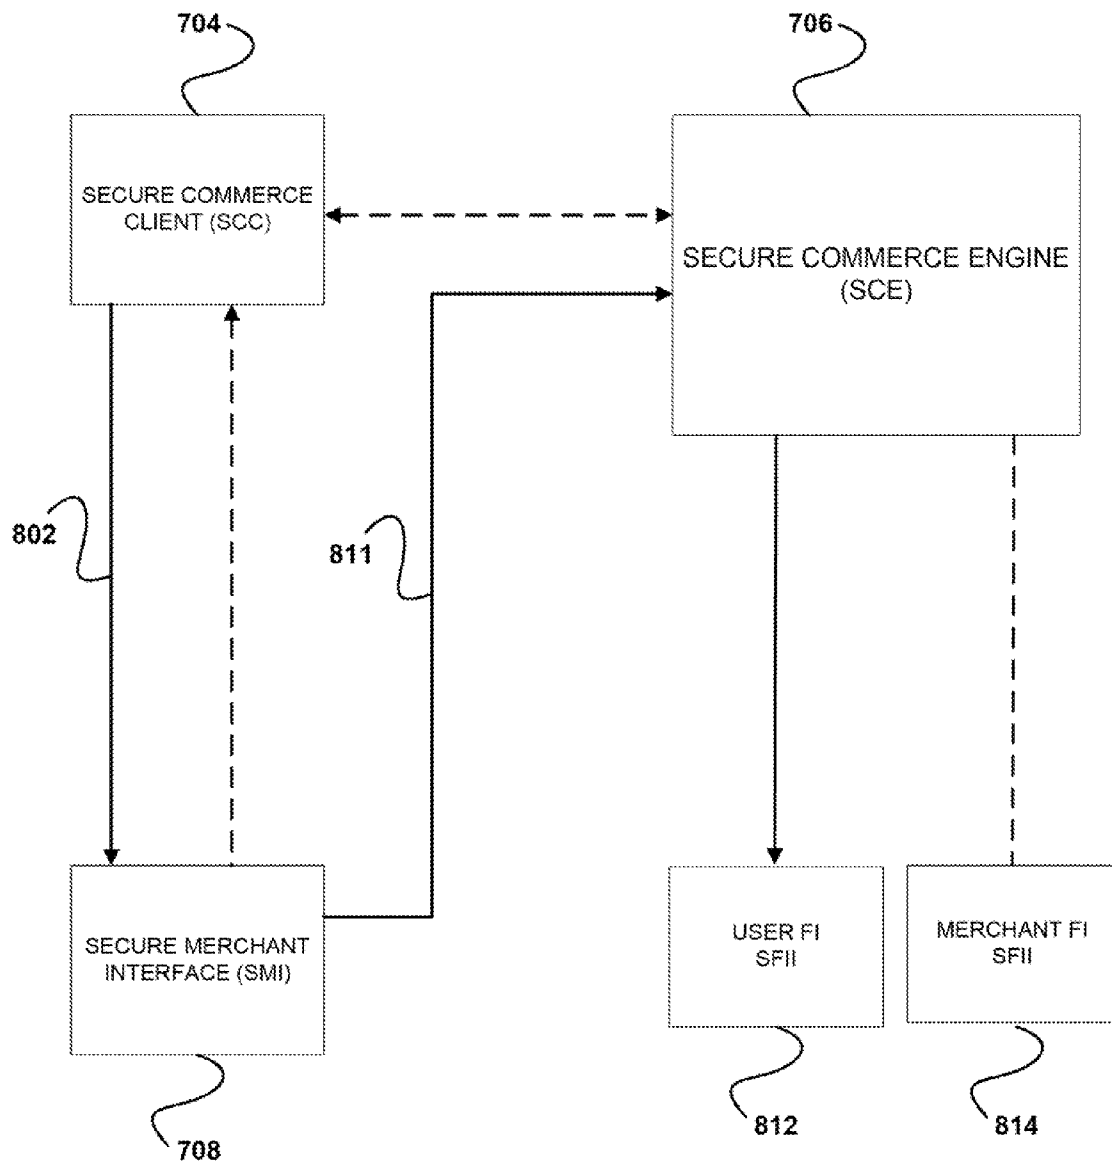 704
706
SECURE COMMERCE
CLIENT (SCC)
SECURE COMMERCE ENGINE
(SCE)
802
811
SECURE MERCHANT
INTERFACE (SMI)
USER FI
SFII
MERCHANT FI
SFII
708
812
814